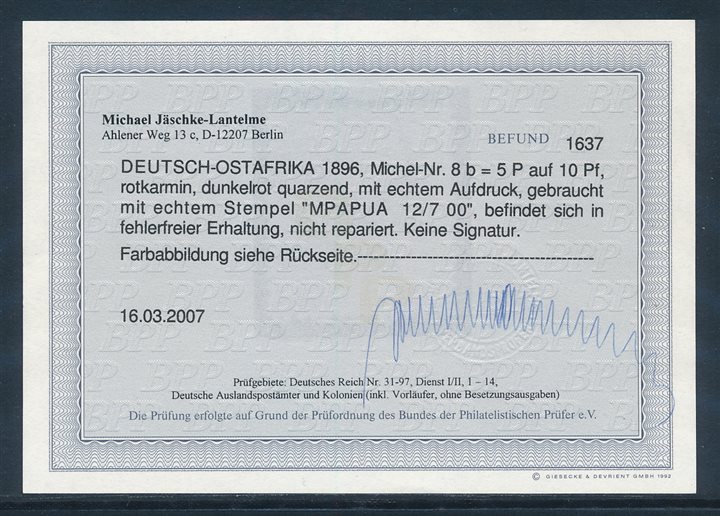 Michael Jäschke-Lantelme
Ahlener Weg 13 c, D-12207 Berlin
BEFUND 1637
DEUTSCH-OSTAFRIKA 1896, Michel-Nr. 8 b = 5 P auf 10 Pf,
rotkarmin, dunkelrot quarzend, mit echtem Aufdruck, gebraucht
mit echtem Stempel "MPAPUA 12/7 00", befindet sich in
fehlerfreier Erhaltung, nicht repariert. Keine Signatur.
Farbabbildung siehe Rückseite.--------------------------------------------
16.03.2007
Prüfgebiete: Deutsches Reich Nr. 31-97, Dienst I/II, 1 – 14,
Deutsche Auslandspostämter und Kolonien (inkl. Vorläufer, ohne Besetzungsausgaben)
Die Prüfung erfolgte auf Grund der Prüfordnung des Bundes der Philatelistischen Prüfer e.V.
© GIESECKE & DEVRIENT GMBH 1992